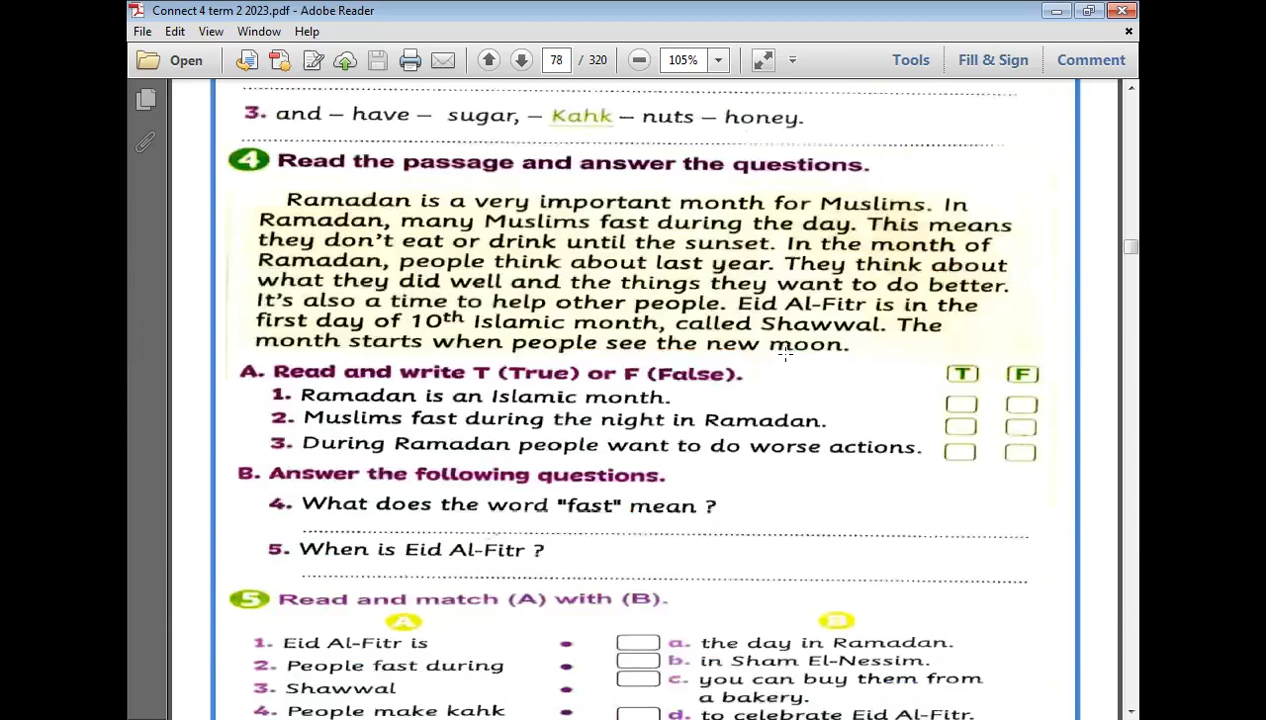 Connect 4 term 2 2023.pdf - Adobe Reader
File Edit View Window Help
Open 78 / 320 105% Tools Fill & Sign Comment
3. and – have – sugar, – Kahk – nuts – honey.
4 Read the passage and answer the questions.
Ramadan is a very important month for Muslims. In
Ramadan, many Muslims fast during the day. This means
they don't eat or drink until the sunset. In the month of
Ramadan, people think about last year. They think about
what they did well and the things they want to do better.
It's also a time to help other people. Eid Al-Fitr is in the
first day of 10th Islamic month, called Shawwal. The
month starts when people see the new moon.
A. Read and write T (True) or F (False). T F
1. Ramadan is an Islamic month.
2. Muslims fast during the night in Ramadan.
3. During Ramadan people want to do worse actions.
B. Answer the following questions.
4. What does the word "fast" mean ?
5. When is Eid Al-Fitr ?
5 Read and match (A) with (B).
A B
1. Eid Al-Fitr is a. the day in Ramadan.
2. People fast during b. in Sham El-Nessim.
3. Shawwal c. you can buy them from
a bakery.
4. People make kahk d. to celebrate Eid Al-Fitr.